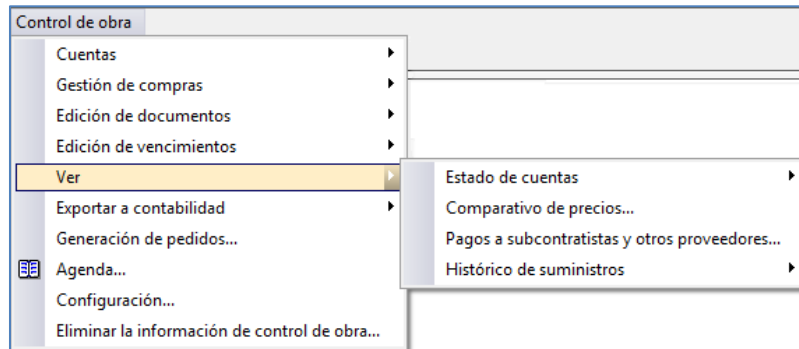 Control de obra
Cuentas
Gestión de compras
Edición de documentos
Edición de vencimientos
Ver
Exportar a contabilidad
Generación de pedidos...
Agenda...
Configuración...
Eliminar la información de control de obra...
Estado de cuentas
Comparativo de precios...
Pagos a subcontratistas y otros proveedores...
Histórico de suministros